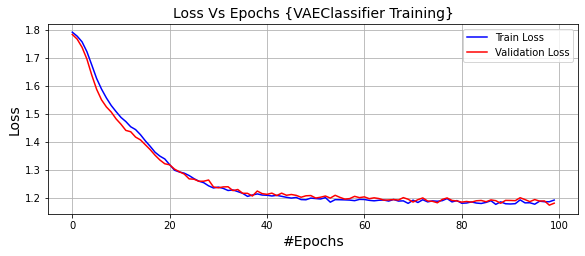 Loss Vs Epochs {VAEClassifier Training}
1.8
1.7
1.6
1.5
1.4
1.3
1.2
Loss
Train Loss
Validation Loss
0
20
40
60
80
100
#Epochs